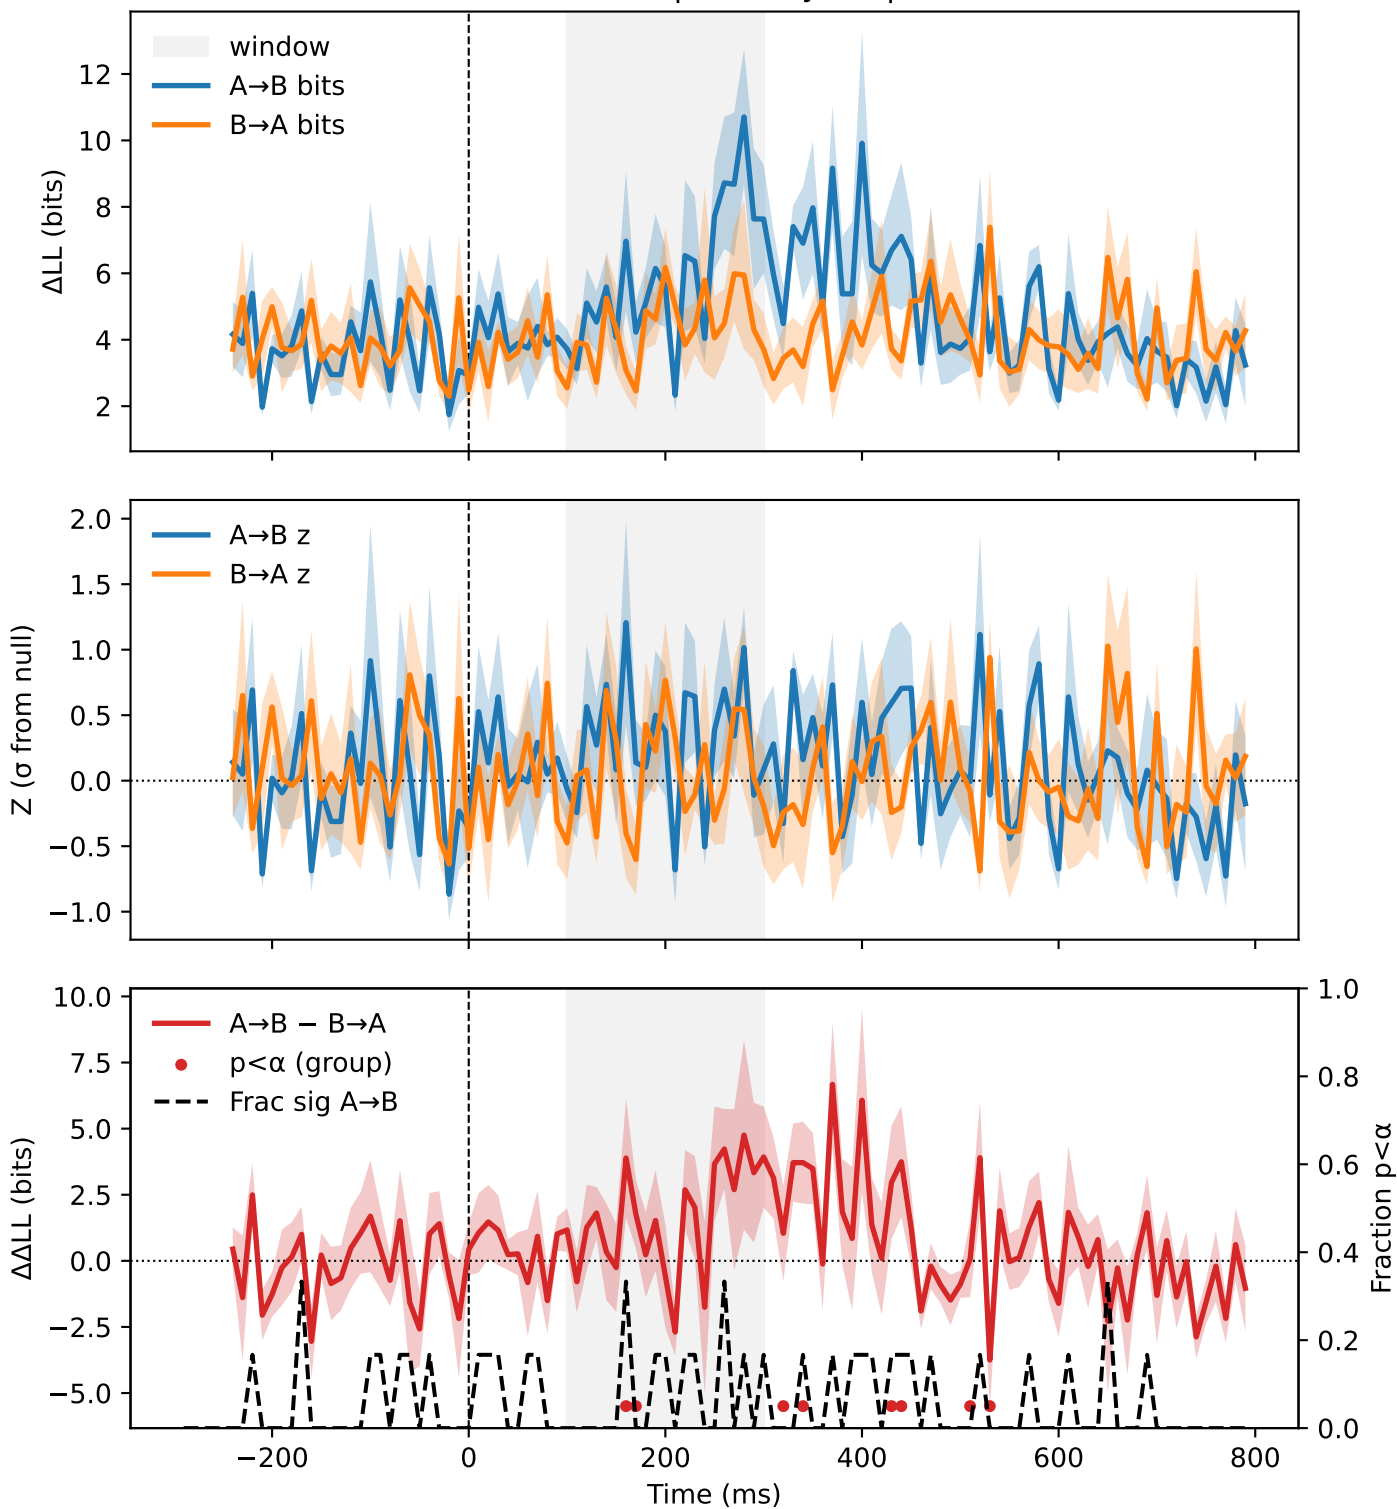 window
A→B bits
B→A bits
ΔLL (bits)
12
10
8
6
4
2
A→B z
B→A z
Z (σ from null)
2.0
1.5
1.0
0.5
0.0
−0.5
−1.0
A→B − B→A
p<α (group)
Frac sig A→B
ΔΔLL (bits)
10.0
7.5
5.0
2.5
0.0
−2.5
−5.0
1.0
0.8
0.6
0.4
0.2
0.0
Fraction p<α
−200
0
200
400
600
800
Time (ms)